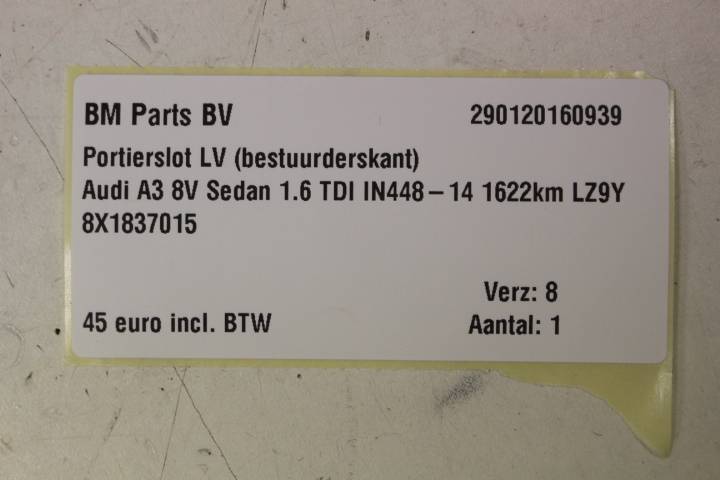 BM Parts BV 290120160939
Portierslot LV (bestuurderskant)
Audi A3 8V Sedan 1.6 TDI IN448-14 1622km LZ9Y
8X1837015
Verz: 8
45 euro incl. BTW Aantal: 1